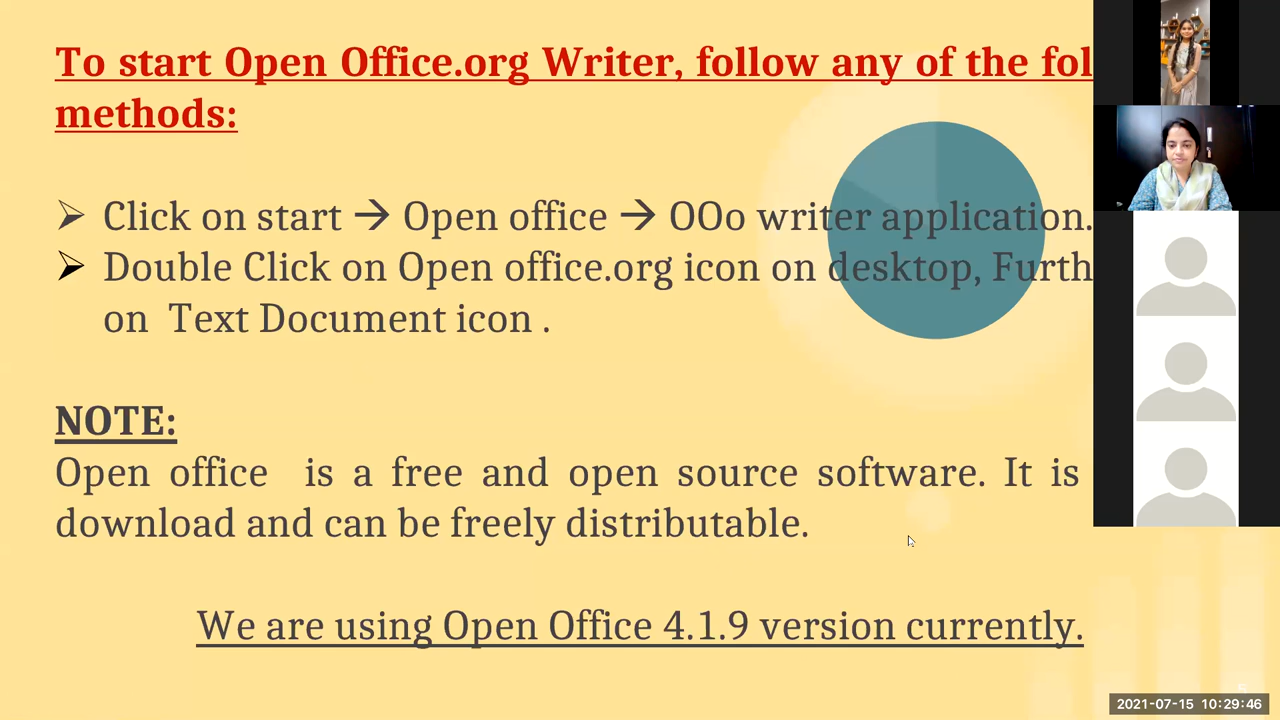 To start Open Office.org Writer, follow any of the fol
methods:
➢ Click on start → Open office → OOo writer application.
➢ Double Click on Open office.org icon on desktop, Furth
on Text Document icon .
NOTE:
Open office is a free and open source software. It is
download and can be freely distributable.
We are using Open Office 4.1.9 version currently.
2021-07-15 10:29:46